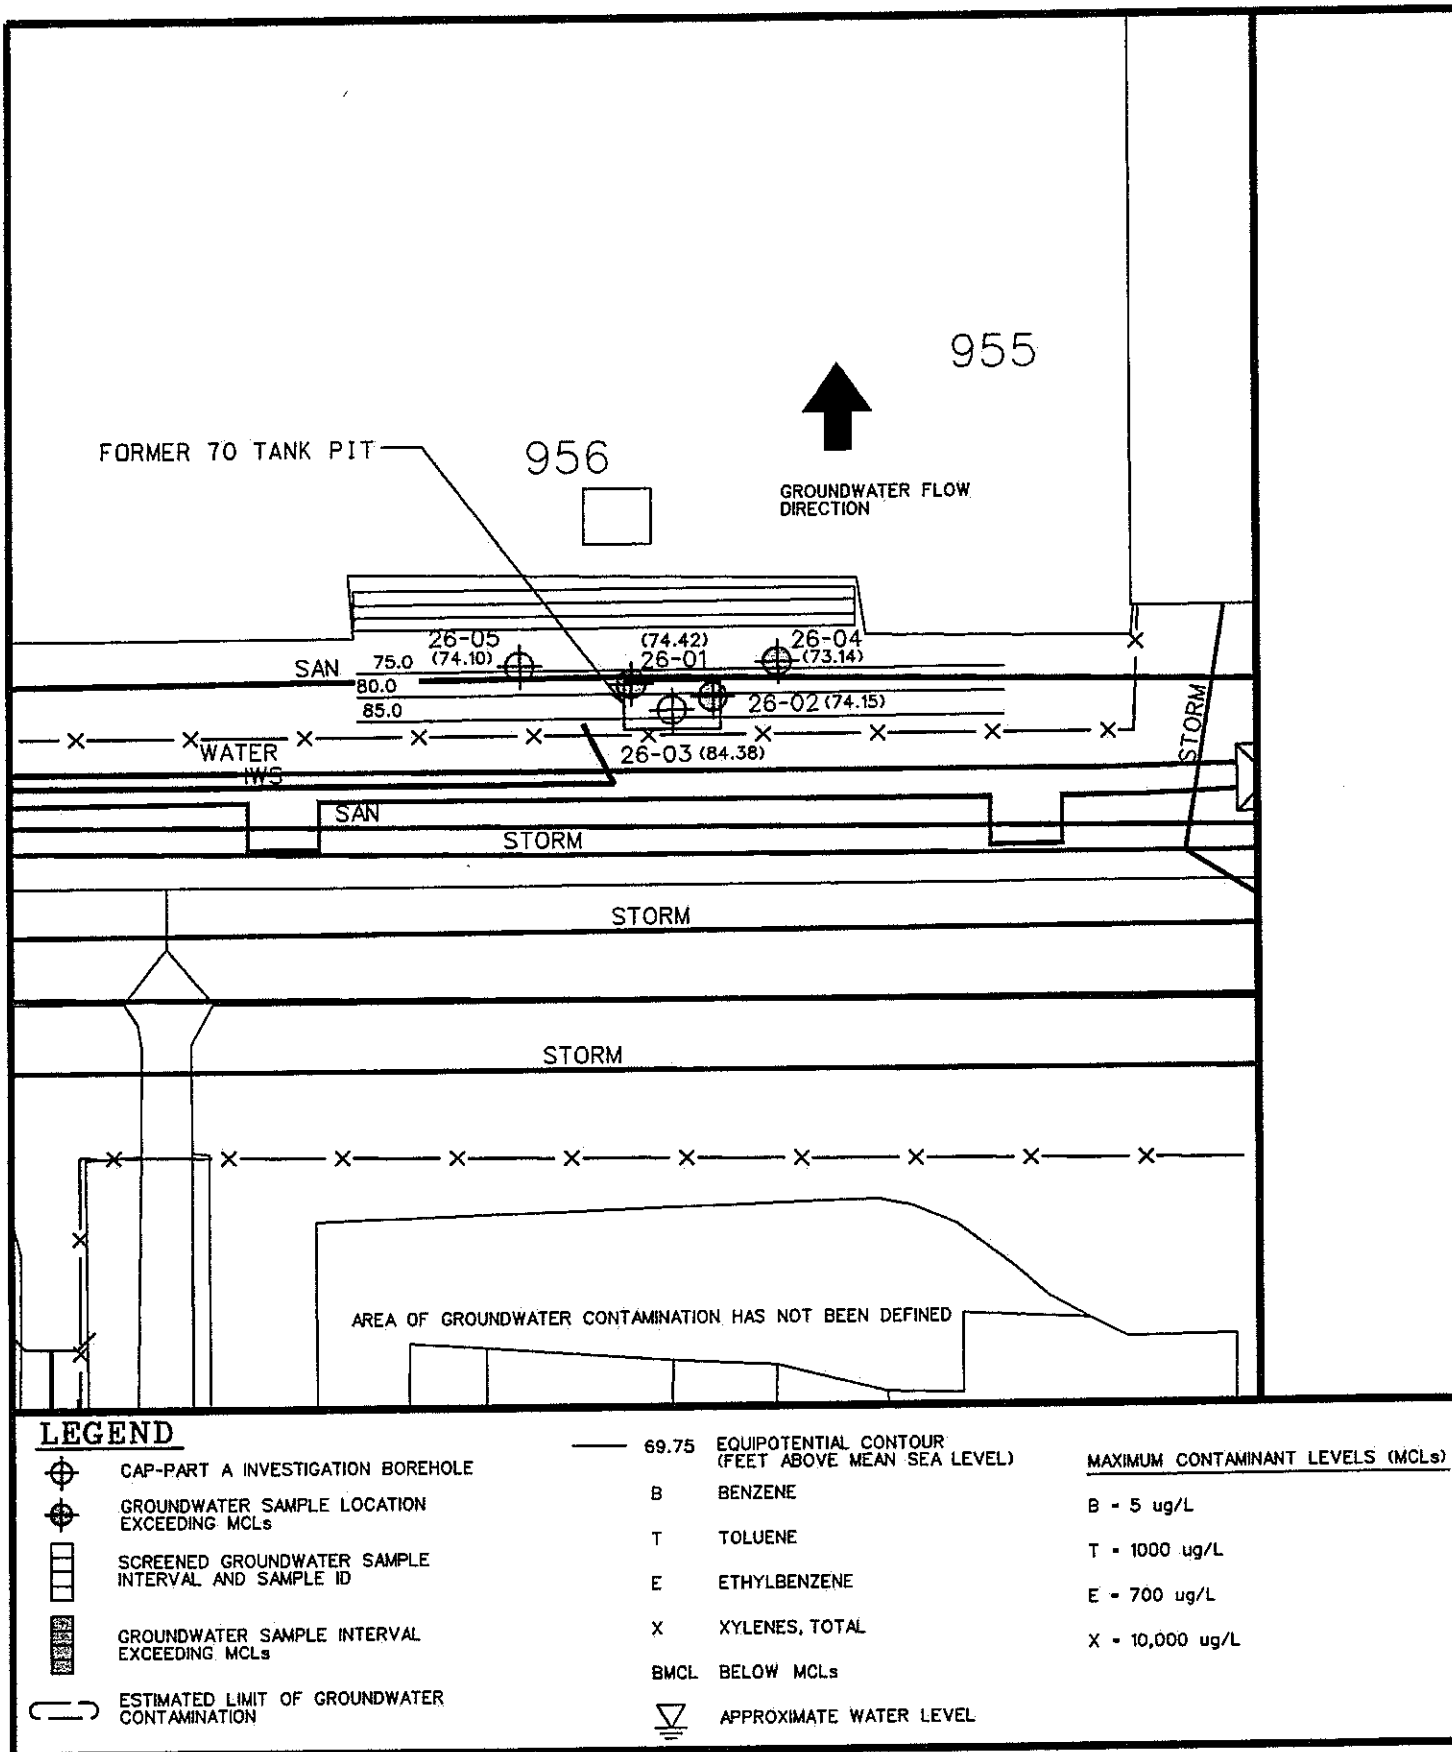 955
FORMER 70 TANK PIT
956
GROUNDWATER FLOW
DIRECTION
26-05
(74.10)
(74.42)
26-01
26-04
(73.14)
SAN
75.0
80.0
85.0
26-02 (74.15)
26-03 (84.38)
STORM
WATER
IWS
SAN
STORM
STORM
STORM
AREA OF GROUNDWATER CONTAMINATION HAS NOT BEEN DEFINED
LEGEND
CAP-PART A INVESTIGATION BOREHOLE
GROUNDWATER SAMPLE LOCATION
EXCEEDING MCLs
SCREENED GROUNDWATER SAMPLE
INTERVAL AND SAMPLE ID
GROUNDWATER SAMPLE INTERVAL
EXCEEDING MCLs
ESTIMATED LIMIT OF GROUNDWATER
CONTAMINATION
69.75 EQUIPOTENTIAL CONTOUR
(FEET ABOVE MEAN SEA LEVEL)
B BENZENE
T TOLUENE
E ETHYLBENZENE
X XYLENES, TOTAL
BMCL BELOW MCLs
APPROXIMATE WATER LEVEL
MAXIMUM CONTAMINANT LEVELS (MCLs)
B - 5 ug/L
T - 1000 ug/L
E - 700 ug/L
X - 10,000 ug/L